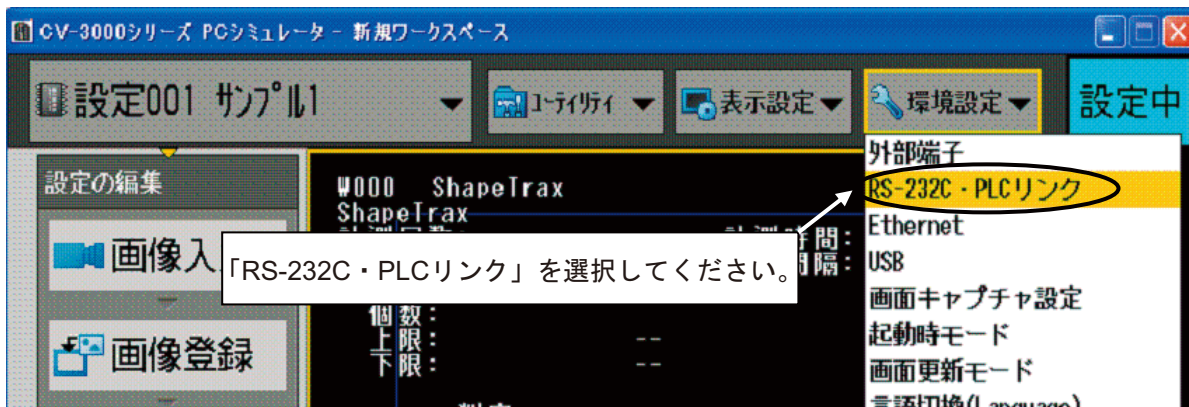 CV-3000シリーズ PCシミュレータ - 新規ワークスペース
設定001 サンプル1
ユーティリティ
表示設定
環境設定
設定中
設定の編集
画像入
画像登録
W000 ShapeTrax
ShapeTrax
時間:
間隔:
「RS-232C・PLCリンク」を選択してください。
個数:
上限: --
下限: --
外部端子
RS-232C・PLCリンク
Ethernet
USB
画面キャプチャ設定
起動時モード
画面更新モード
言語切換(Language)